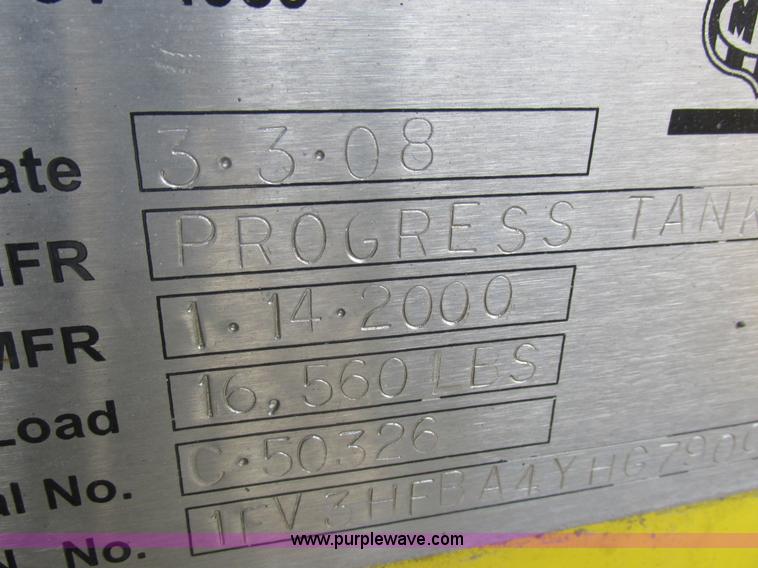 ate 3·3·08
MFR PROGRESS TANK
MFR 1·14·2000
Load 16,560 LBS
al No. C·50326
N No. 1FV3HFBA4YHGZ90
www.purplewave.com